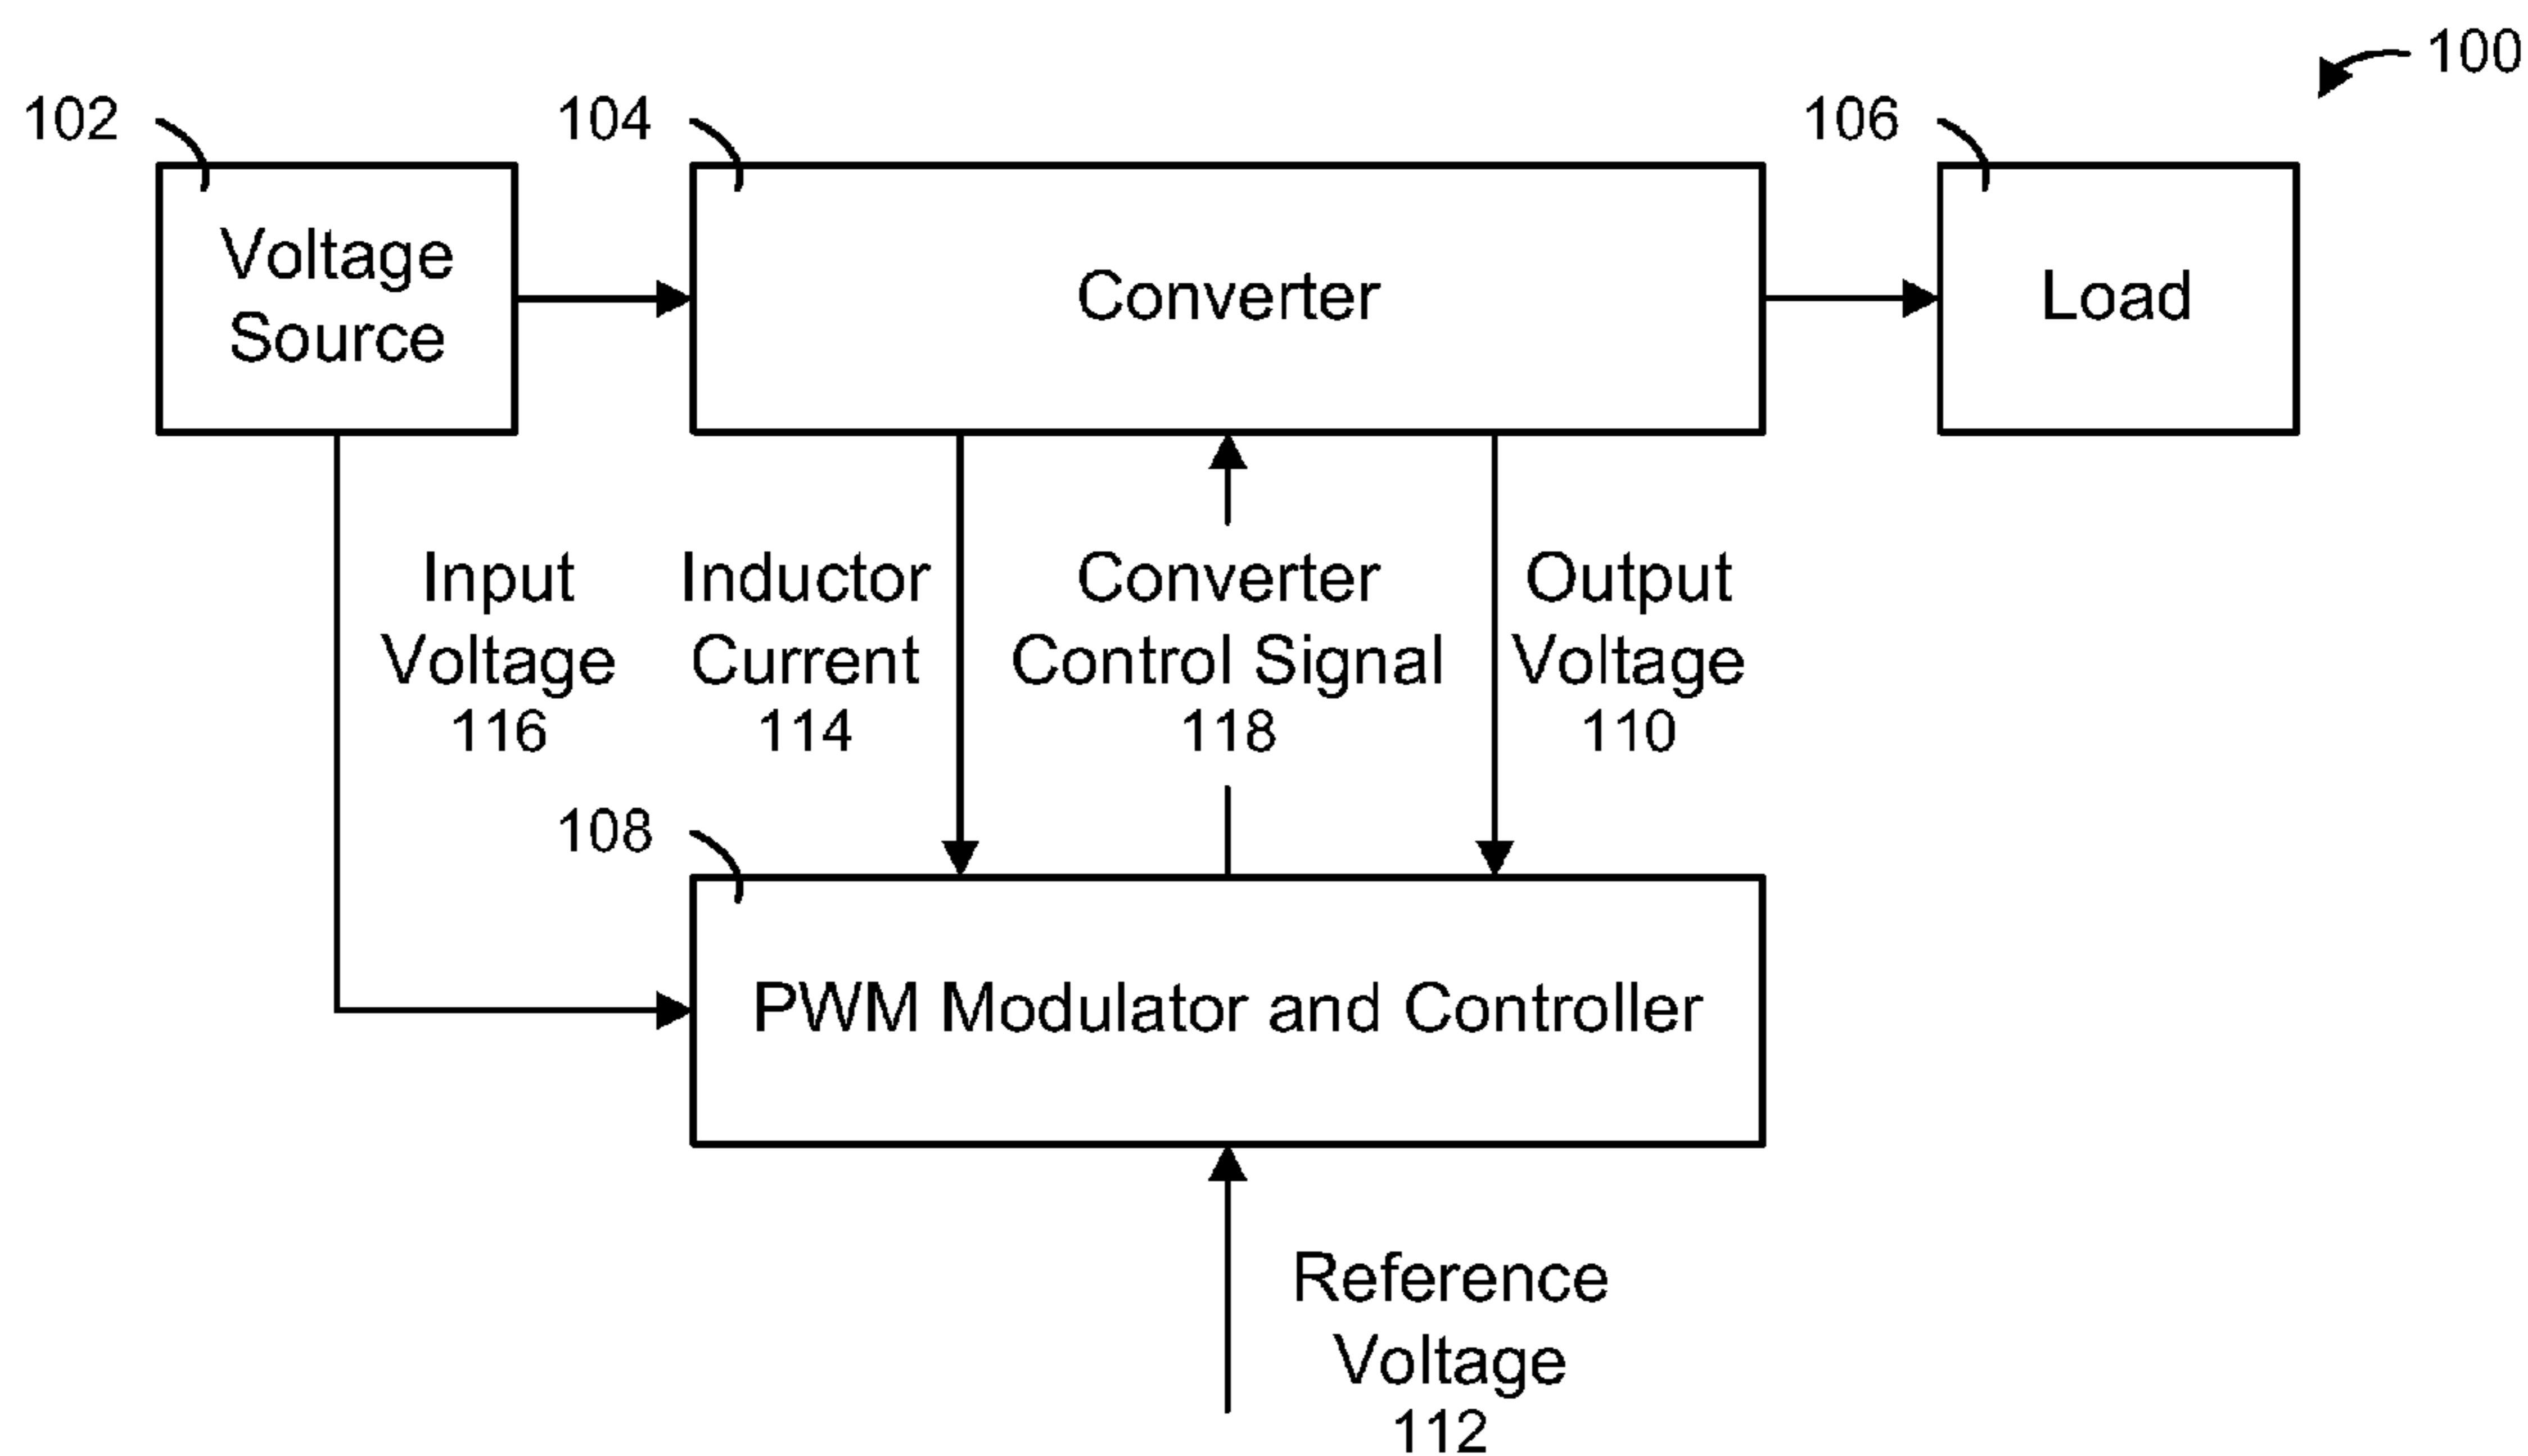 100
102
104
106
Voltage
Source
Converter
Load
Input
Voltage
116
Inductor
Current
114
Converter
Control Signal
118
Output
Voltage
110
108
PWM Modulator and Controller
Reference
Voltage
112